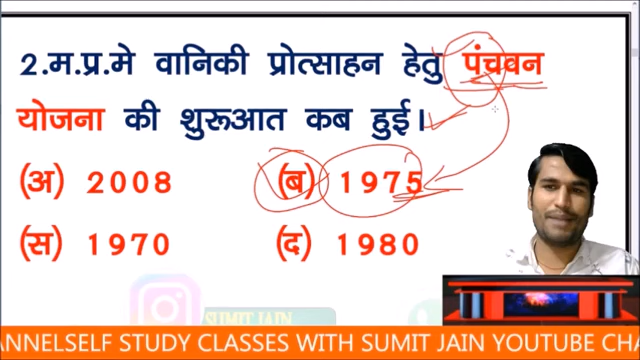 2.म.प्र.मे वानिकी प्रोत्साहन हेतु पंचवन
योजना की शुरूआत कब हुई।
(अ) 2008 (ब) 1975
(स) 1970 (द) 1980
SUMIT JAIN
ANNELSELF STUDY CLASSES WITH SUMIT JAIN YOUTUBE CHA